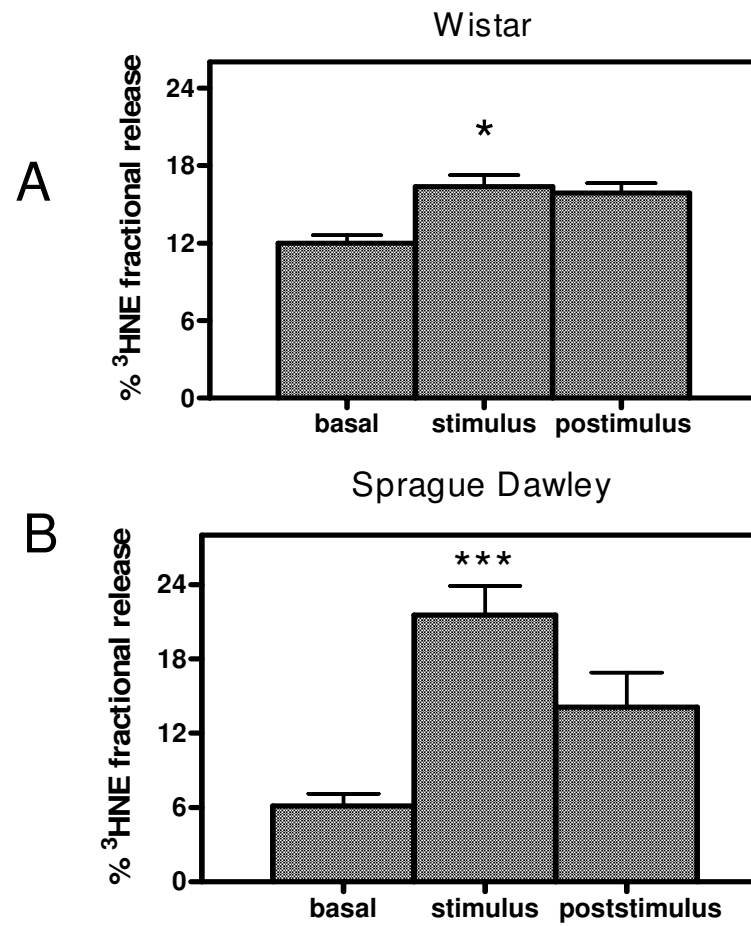 Wistar
A
% ³HNE fractional release
24
18
12
6
0
*
basal stimulus postimulus
Sprague Dawley
B
% ³HNE fractional release
24
18
12
6
0
***
basal stimulus poststimulus